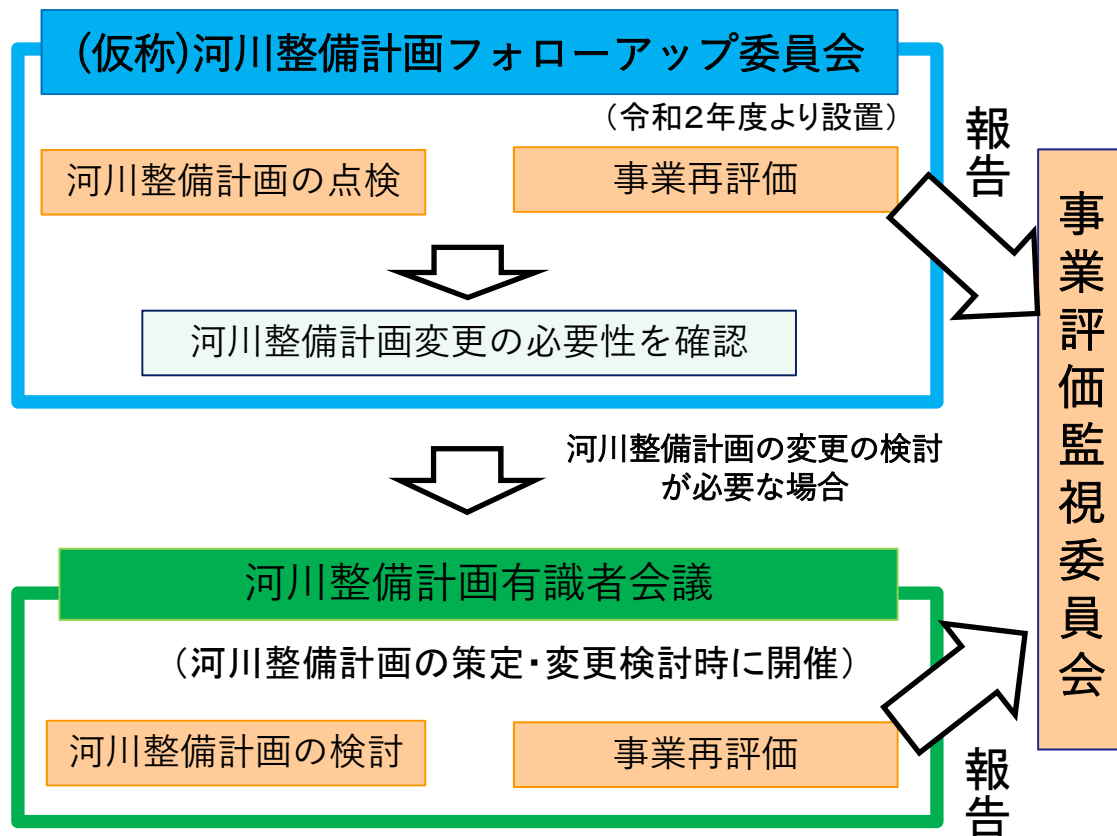 (仮称)河川整備計画フォローアップ委員会
（令和２年度より設置）
河川整備計画の点検
事業再評価
報告
河川整備計画変更の必要性を確認
河川整備計画の変更の検討
が必要な場合
事業評価監視委員会
河川整備計画有識者会議
（河川整備計画の策定・変更検討時に開催）
河川整備計画の検討
事業再評価
報告